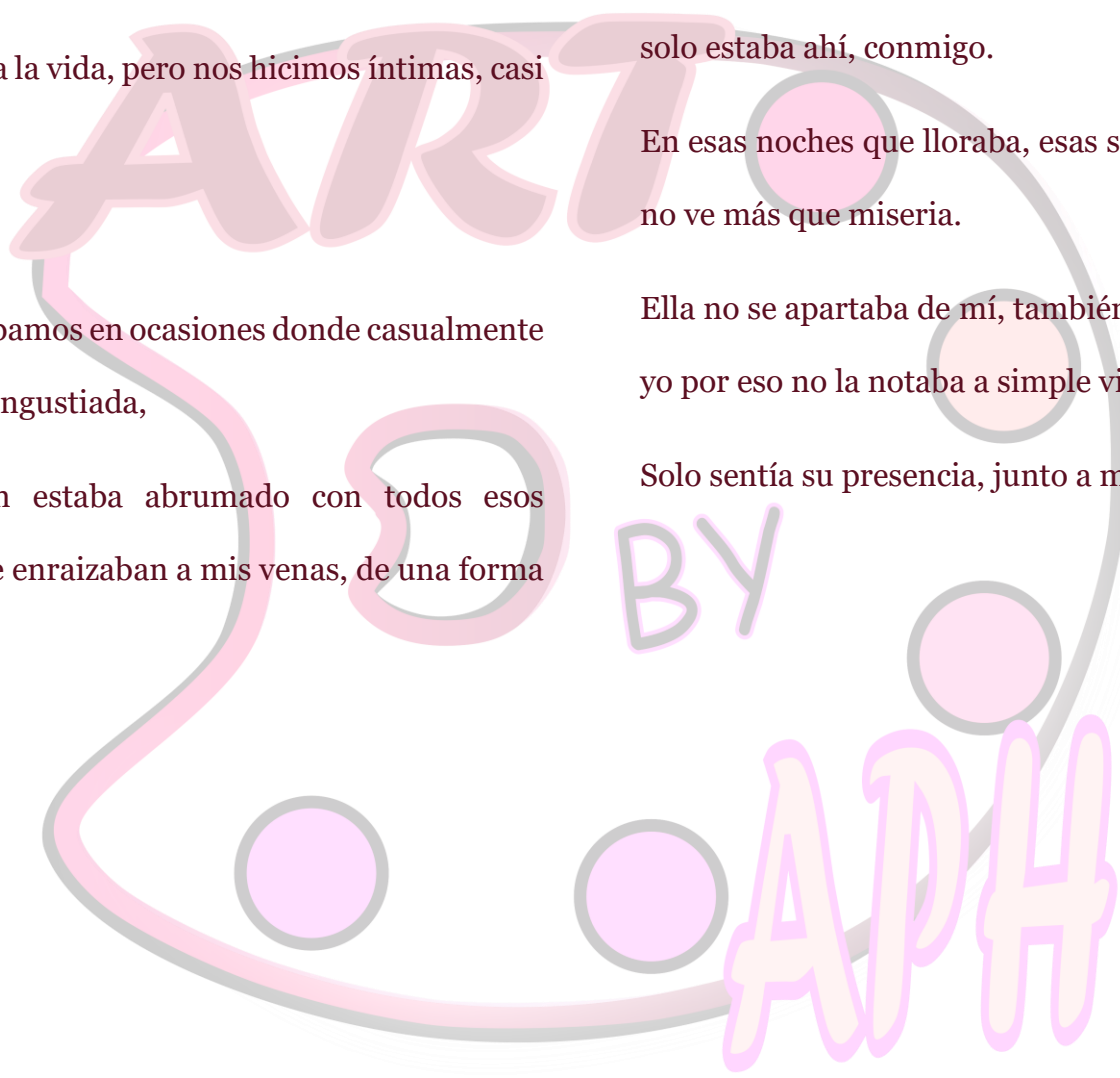 a la vida, pero nos hicimos íntimas, casi
bamos en ocasiones donde casualmente
ngustiada,
n estaba abrumado con todos esos
e enraizaban a mis venas, de una forma
solo estaba ahí, conmigo.
En esas noches que lloraba, esas s
no ve más que miseria.
Ella no se apartaba de mí, también
yo por eso no la notaba a simple vi
Solo sentía su presencia, junto a m
ART
BY
APH